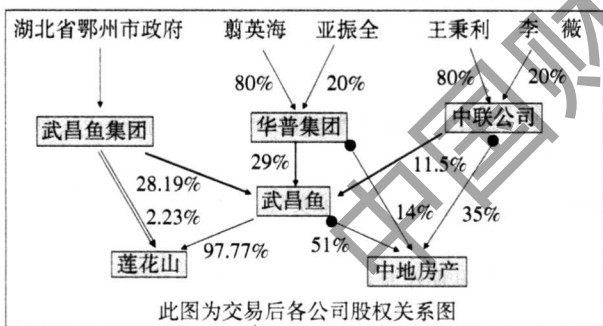 湖北省鄂州市政府 翦英海 亚振全 王秉利 李 薇
80% 20% 80% 20%
武昌鱼集团 华普集团 中联公司
29% 11.5%
28.19% 武昌鱼
2.23% 14% 35%
97.77% 51%
莲花山 中地房产
此图为交易后各公司股权关系图
中国财